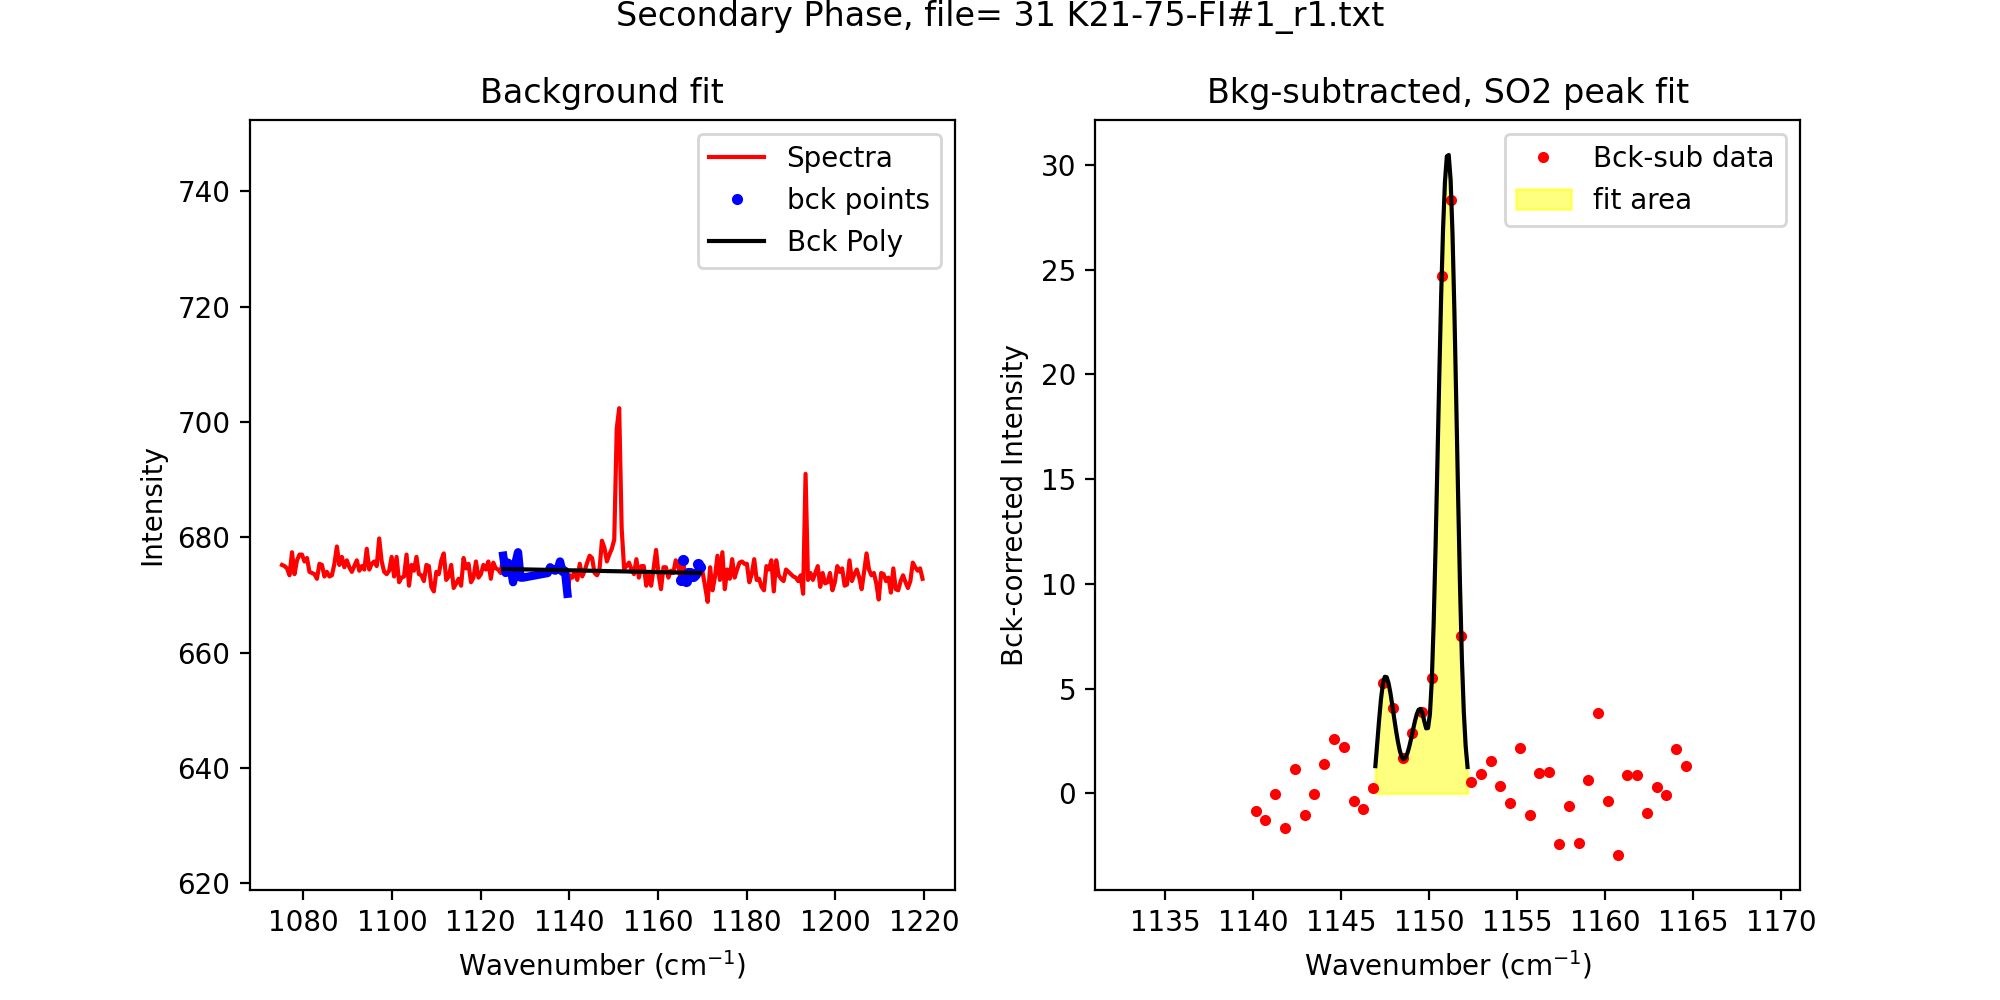 Secondary Phase, file= 31 K21-75-FI#1_r1.txt
Background fit
Spectra
bck points
Bck Poly
Intensity
740
720
700
680
660
640
620
1080 1100 1120 1140 1160 1180 1200 1220
Wavenumber (cm⁻¹)
Bkg-subtracted, SO2 peak fit
Bck-sub data
fit area
Bck-corrected Intensity
30
25
20
15
10
5
0
1135 1140 1145 1150 1155 1160 1165 1170
Wavenumber (cm⁻¹)